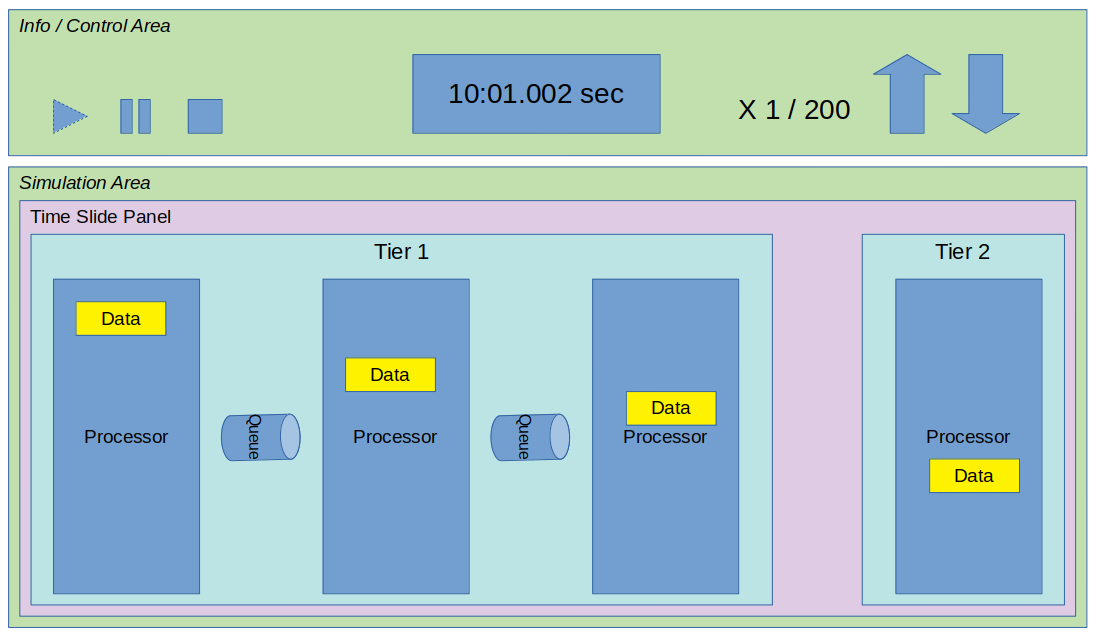 Info / Control Area
10:01.002 sec
X 1 / 200
Simulation Area
Time Slide Panel
Tier 1
Tier 2
Data
Data
Data
Data
Processor
Queue
Processor
Queue
Processor
Processor